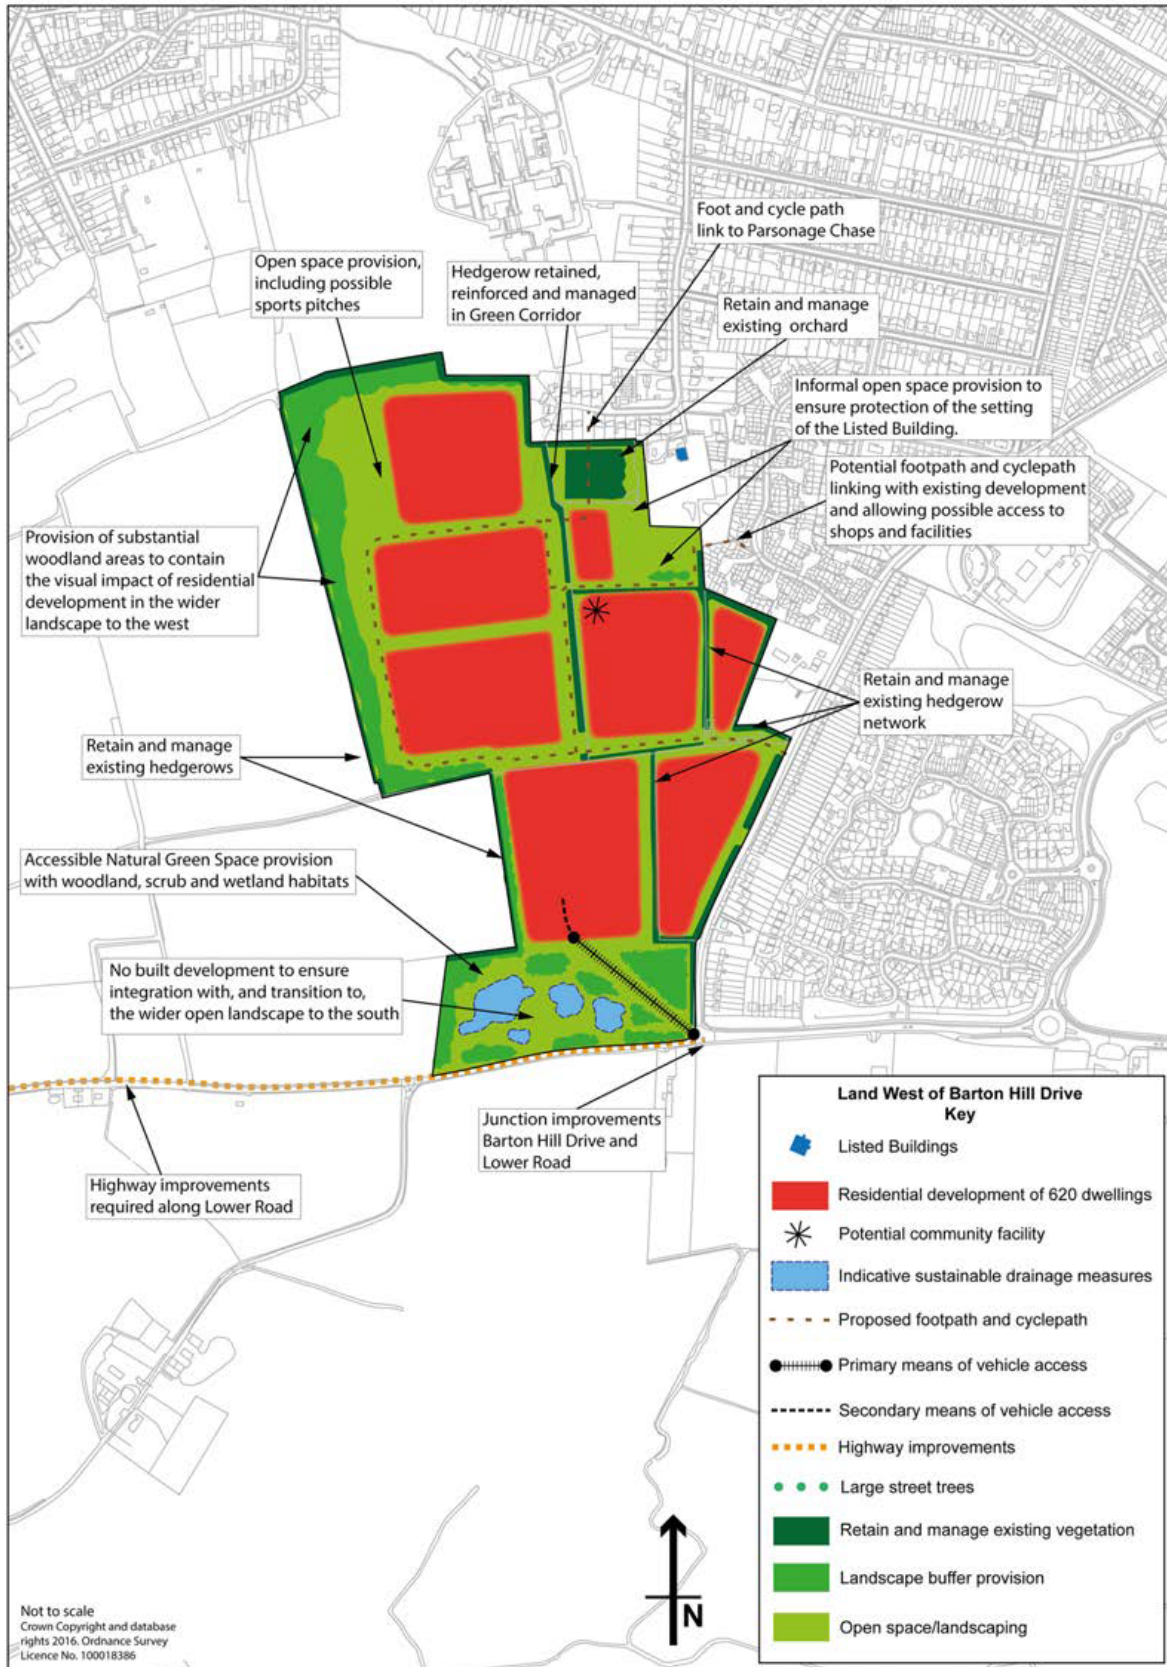 Foot and cycle path
link to Parsonage Chase
Open space provision,
including possible
sports pitches
Hedgerow retained,
reinforced and managed
in Green Corridor
Retain and manage
existing orchard
Informal open space provision to
ensure protection of the setting
of the Listed Building.
Potential footpath and cyclepath
linking with existing development
and allowing possible access to
shops and facilities
Provision of substantial
woodland areas to contain
the visual impact of residential
development in the wider
landscape to the west
Retain and manage
existing hedgerow
network
Retain and manage
existing hedgerows
Accessible Natural Green Space provision
with woodland, scrub and wetland habitats
No built development to ensure
integration with, and transition to,
the wider open landscape to the south
Junction improvements
Barton Hill Drive and
Lower Road
Highway improvements
required along Lower Road
Land West of Barton Hill Drive
Key
Listed Buildings
Residential development of 620 dwellings
Potential community facility
Indicative sustainable drainage measures
Proposed footpath and cyclepath
Primary means of vehicle access
Secondary means of vehicle access
Highway improvements
Large street trees
Retain and manage existing vegetation
Landscape buffer provision
Open space/landscaping
N
Not to scale
Crown Copyright and database
rights 2016. Ordnance Survey
Licence No. 100018386